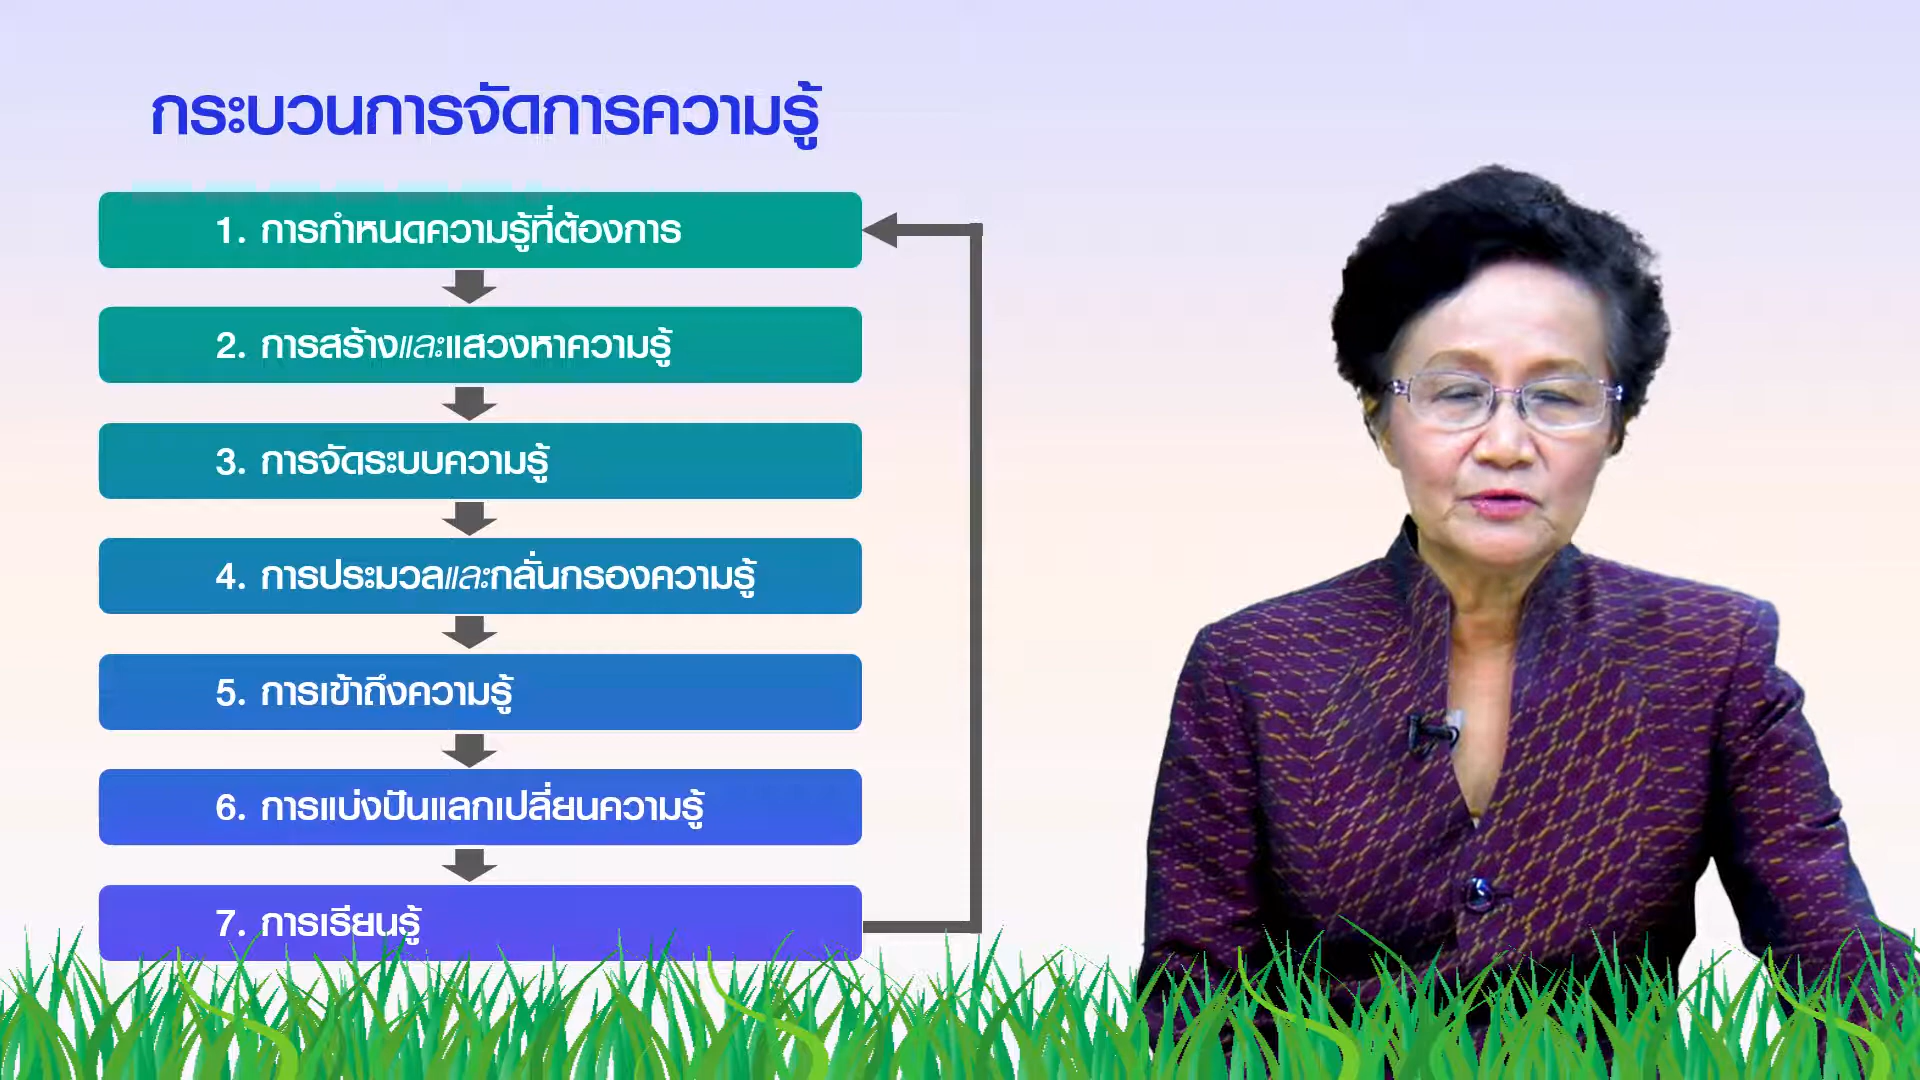 กระบวนการจัดการความรู้
1. การกำหนดความรู้ที่ต้องการ
2. การสร้างและแสวงหาความรู้
3. การจัดระบบความรู้
4. การประมวลและกลั่นกรองความรู้
5. การเข้าถึงความรู้
6. การแบ่งปันแลกเปลี่ยนความรู้
7. การเรียนรู้